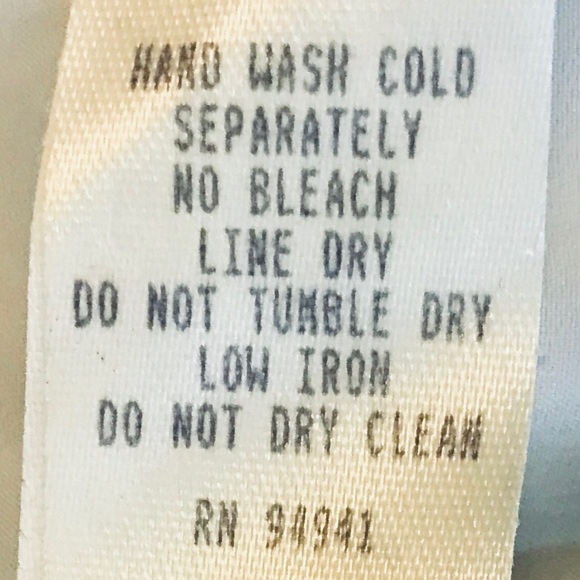 HAND WASH COLD
SEPARATELY
NO BLEACH
LINE DRY
DO NOT TUMBLE DRY
LOW IRON
DO NOT DRY CLEAN
RN 94941